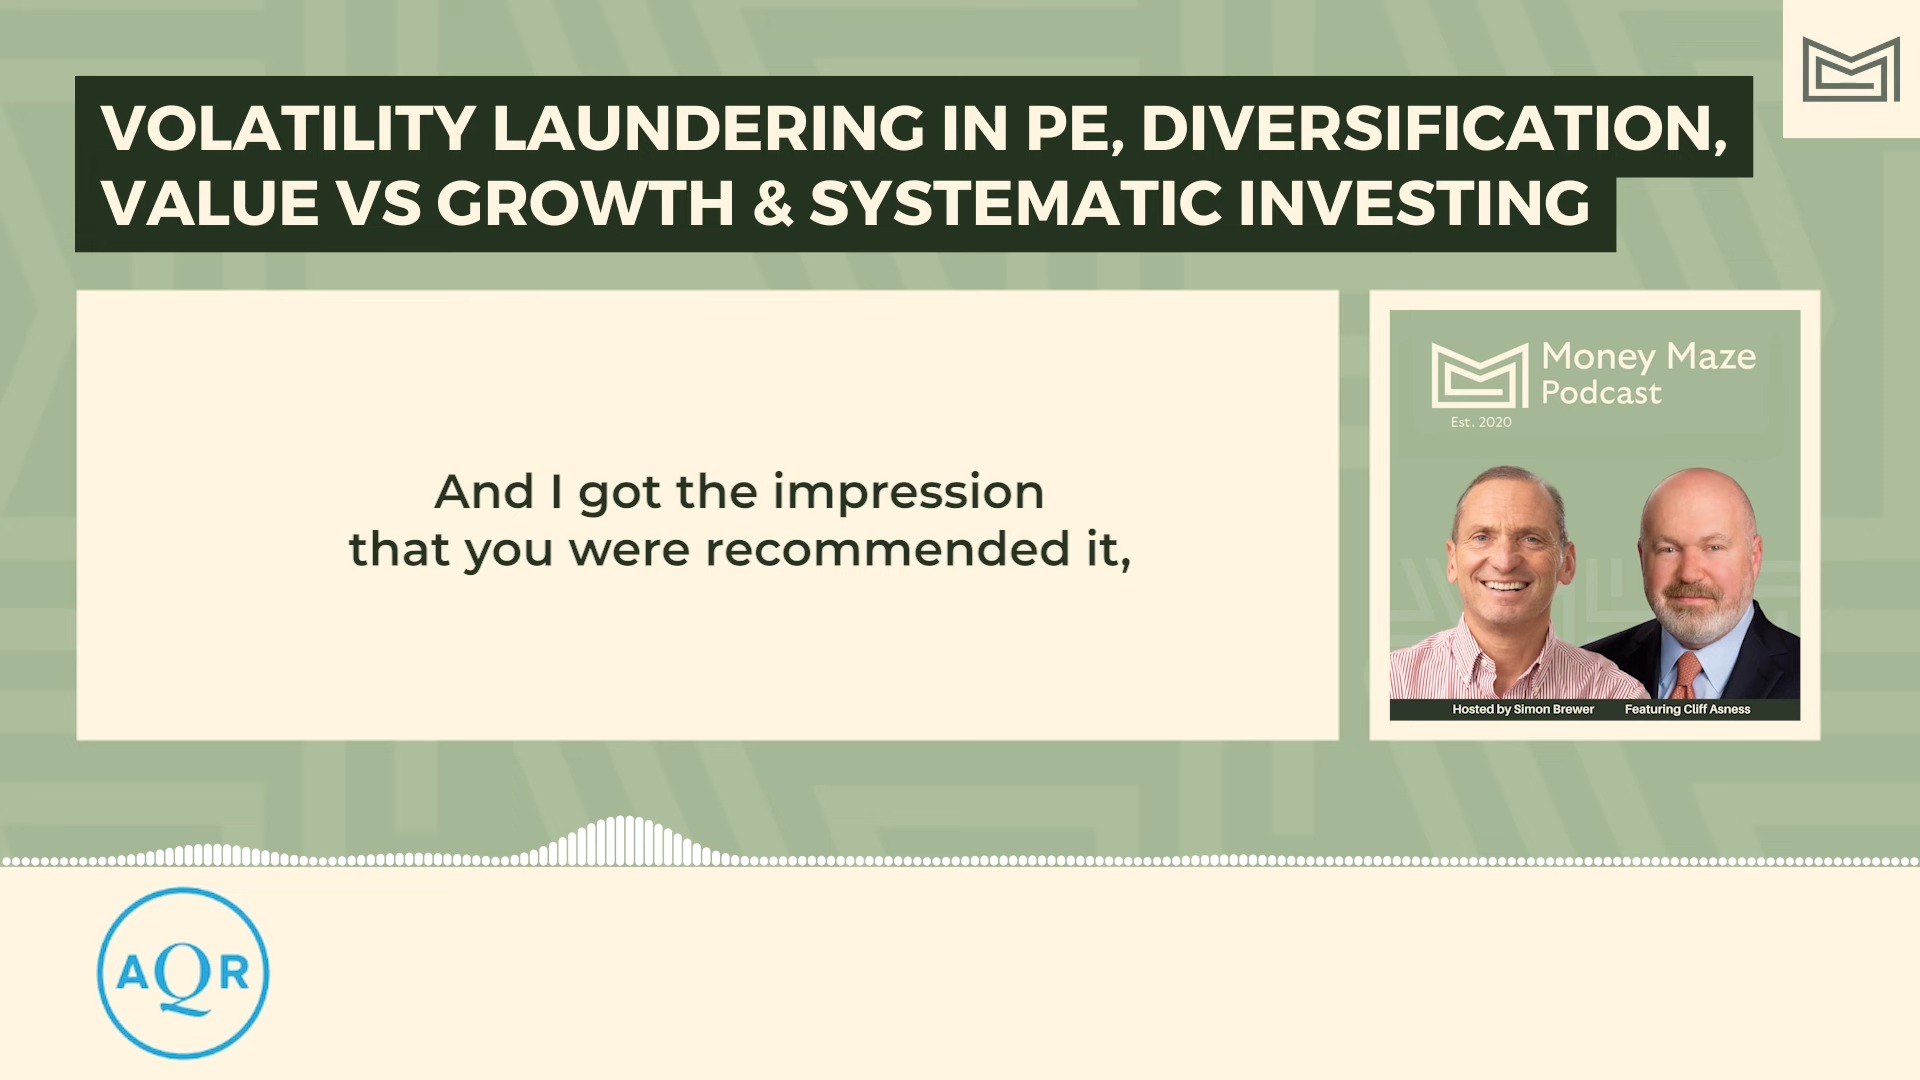 VOLATILITY LAUNDERING IN PE, DIVERSIFICATION,
VALUE VS GROWTH & SYSTEMATIC INVESTING
And I got the impression
that you were recommended it,
Money Maze
Podcast
Est. 2020
Hosted by Simon Brewer
Featuring Cliff Asness
AQR